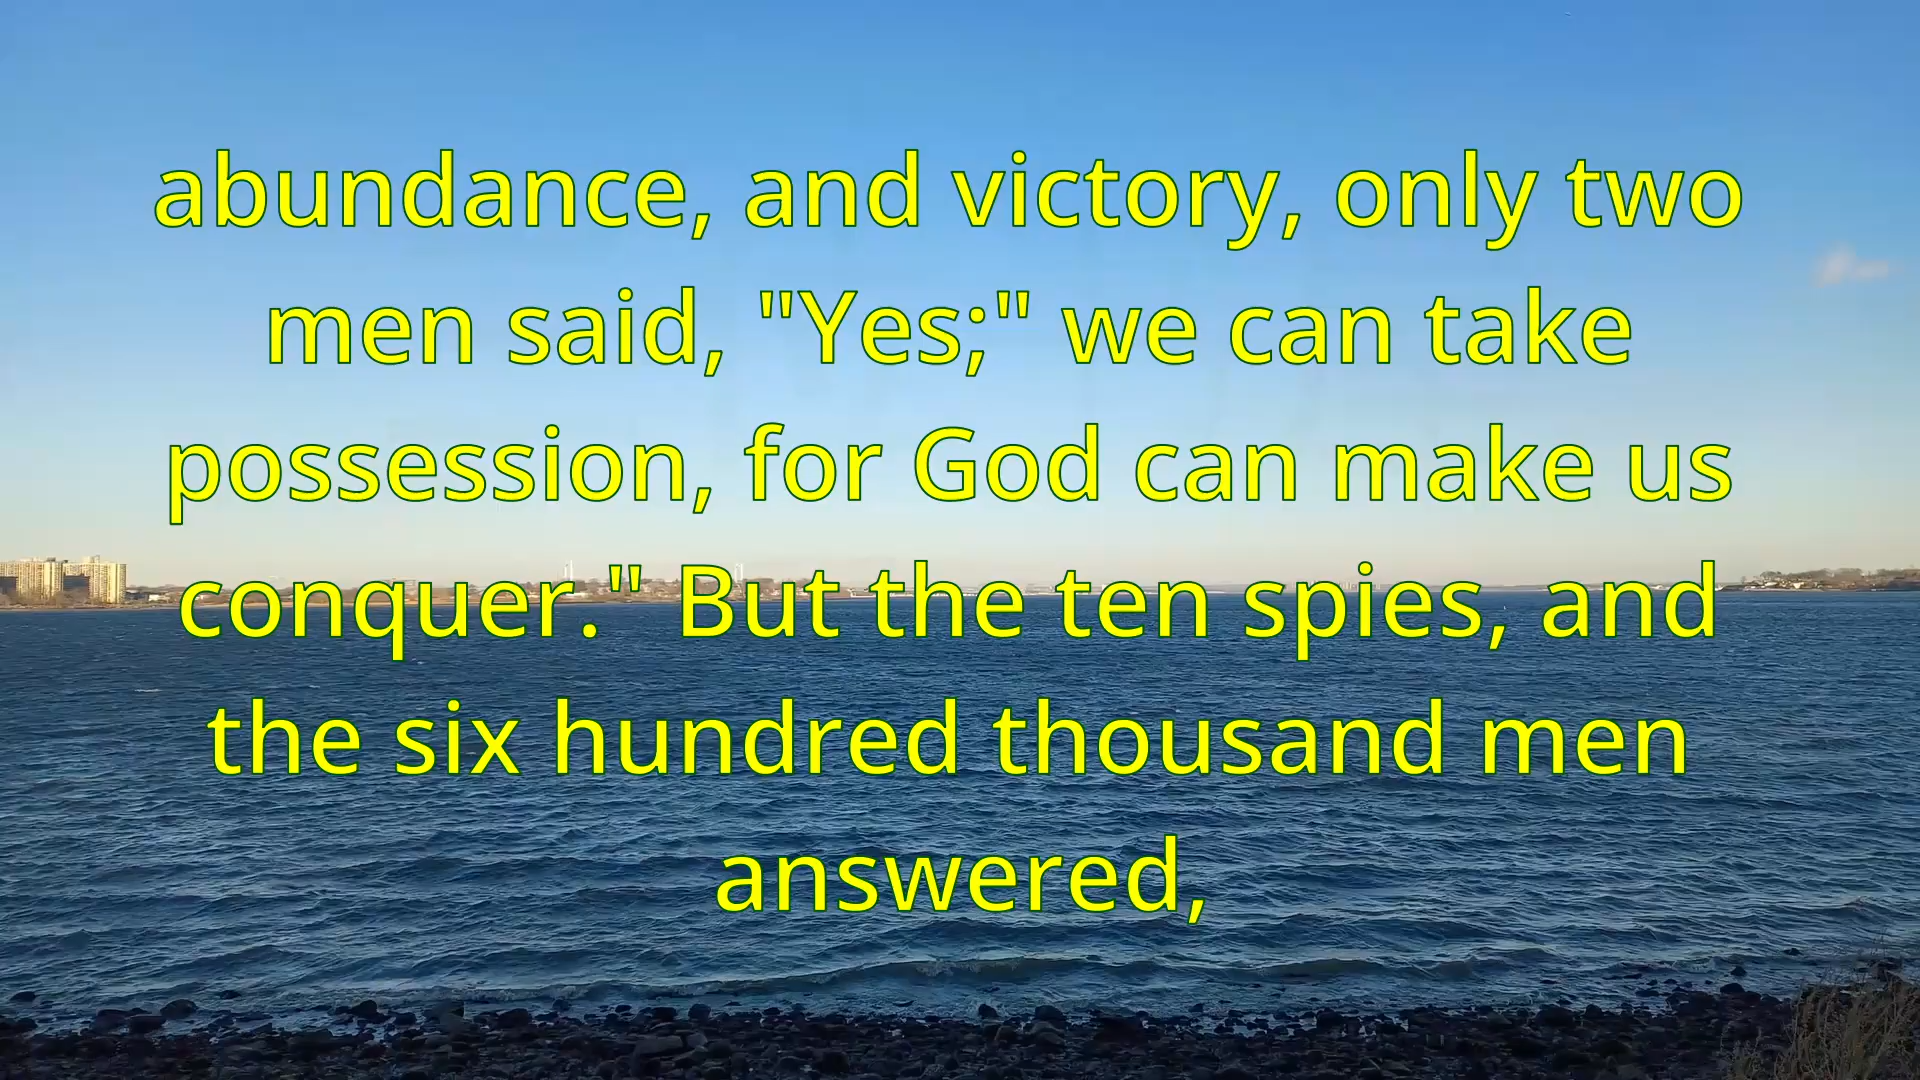 abundance, and victory, only two
men said, "Yes;" we can take
possession, for God can make us
conquer." But the ten spies, and
the six hundred thousand men
answered,